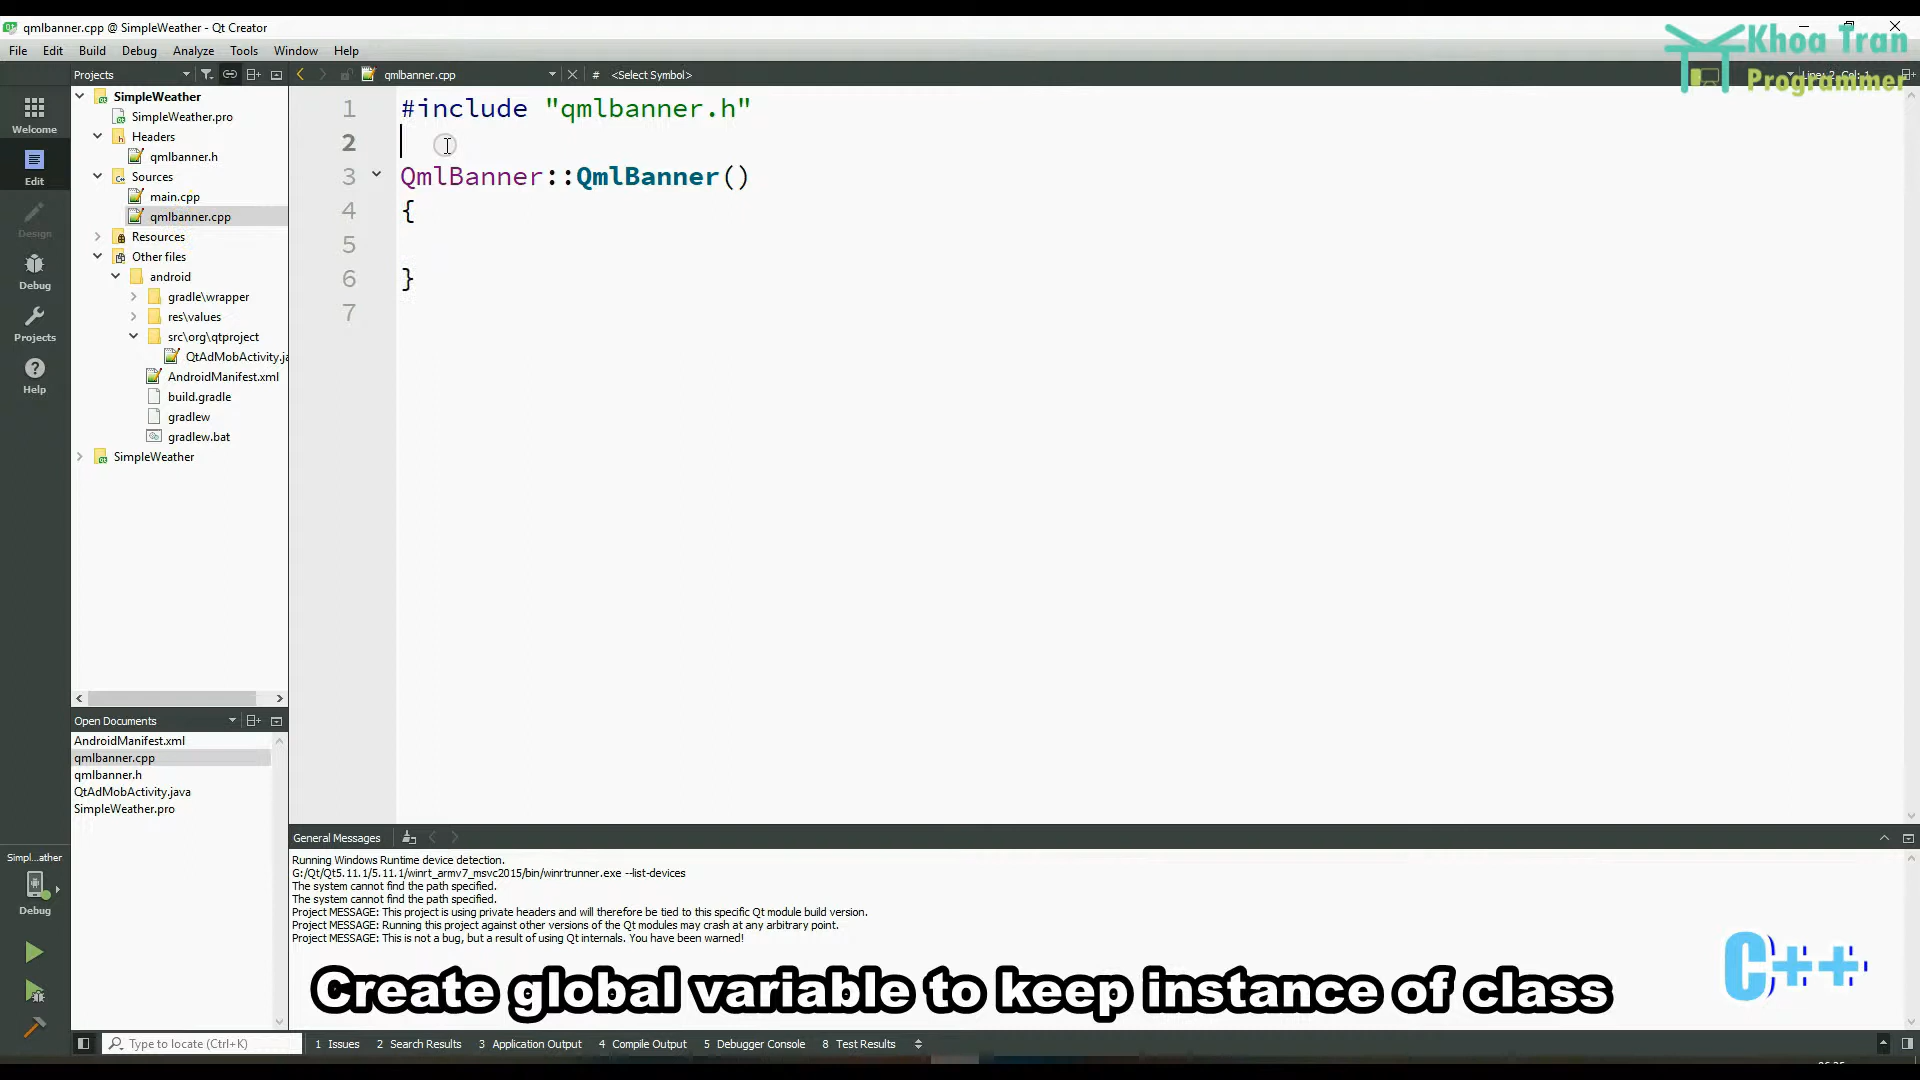 qmlbanner.cpp @ SimpleWeather - Qt Creator
Khoa Tran
Programmer
File Edit Build Debug Analyze Tools Window Help
Projects
qmlbanner.cpp
# <Select Symbol>
Line: 2, Col: 1
Welcome
Edit
Design
Debug
Projects
Help
SimpleWeather
SimpleWeather.pro
Headers
qmlbanner.h
Sources
main.cpp
qmlbanner.cpp
Resources
Other files
android
gradle\wrapper
res\values
src\org\qtproject
QtAdMobActivity.ja
AndroidManifest.xml
build.gradle
gradlew
gradlew.bat
SimpleWeather
1 #include "qmlbanner.h"
2
3 QmlBanner::QmlBanner()
4 {
5
6 }
7
Open Documents
AndroidManifest.xml
qmlbanner.cpp
qmlbanner.h
QtAdMobActivity.java
SimpleWeather.pro
Simpl...ather
Debug
General Messages
Running Windows Runtime device detection.
G:/Qt/Qt5.11.1/5.11.1/winrt_armv7_msvc2015/bin/winrtrunner.exe --list-devices
The system cannot find the path specified.
The system cannot find the path specified.
Project MESSAGE: This project is using private headers and will therefore be tied to this specific Qt module build version.
Project MESSAGE: Running this project against other versions of the Qt modules may crash at any arbitrary point.
Project MESSAGE: This is not a bug, but a result of using Qt internals. You have been warned!
Create global variable to keep instance of class
C++
Type to locate (Ctrl+K)
1 Issues 2 Search Results 3 Application Output 4 Compile Output 5 Debugger Console 8 Test Results